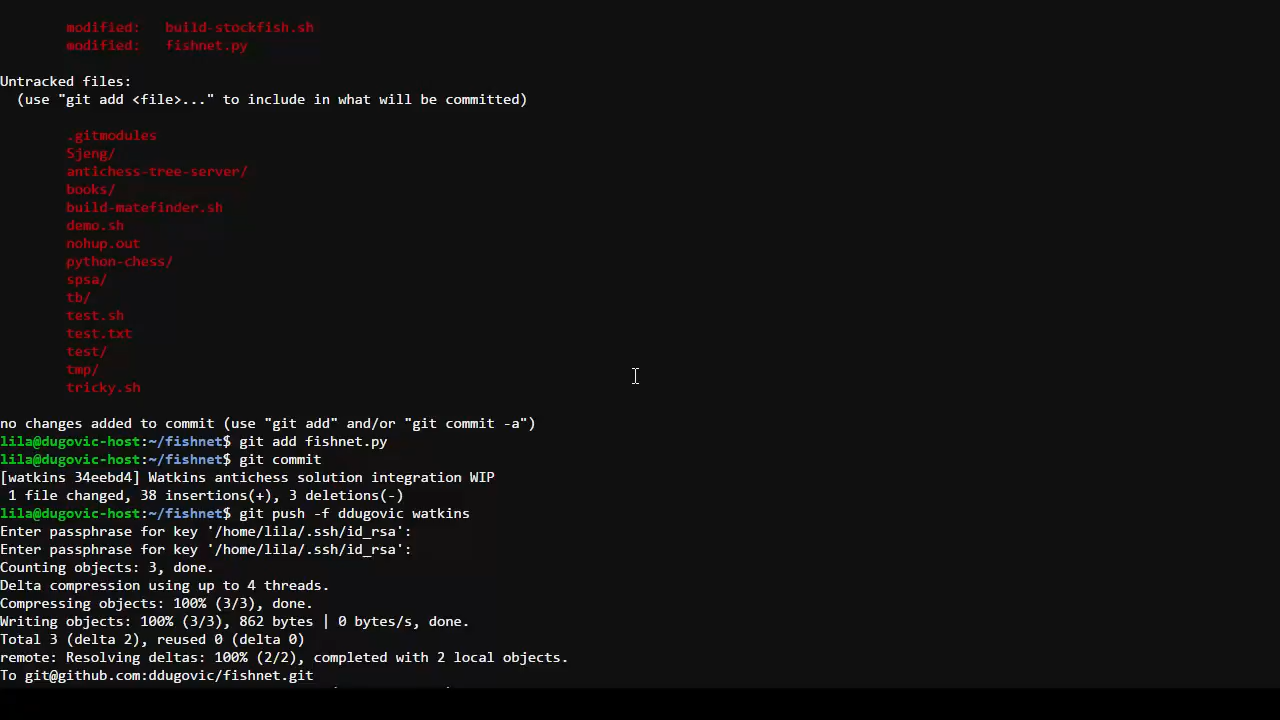 modified:   build-stockfish.sh
modified:   fishnet.py
Untracked files:
(use "git add <file>..." to include in what will be committed)
.gitmodules
Sjeng/
antichess-tree-server/
books/
build-matefinder.sh
demo.sh
nohup.out
python-chess/
spsa/
tb/
test.sh
test.txt
test/
tmp/
tricky.sh
no changes added to commit (use "git add" and/or "git commit -a")
lila@dugovic-host:~/fishnet$ git add fishnet.py
lila@dugovic-host:~/fishnet$ git commit
[watkins 34eebd4] Watkins antichess solution integration WIP
1 file changed, 38 insertions(+), 3 deletions(-)
lila@dugovic-host:~/fishnet$ git push -f ddugovic watkins
Enter passphrase for key '/home/lila/.ssh/id_rsa':
Enter passphrase for key '/home/lila/.ssh/id_rsa':
Counting objects: 3, done.
Delta compression using up to 4 threads.
Compressing objects: 100% (3/3), done.
Writing objects: 100% (3/3), 862 bytes | 0 bytes/s, done.
Total 3 (delta 2), reused 0 (delta 0)
remote: Resolving deltas: 100% (2/2), completed with 2 local objects.
To git@github.com:ddugovic/fishnet.git